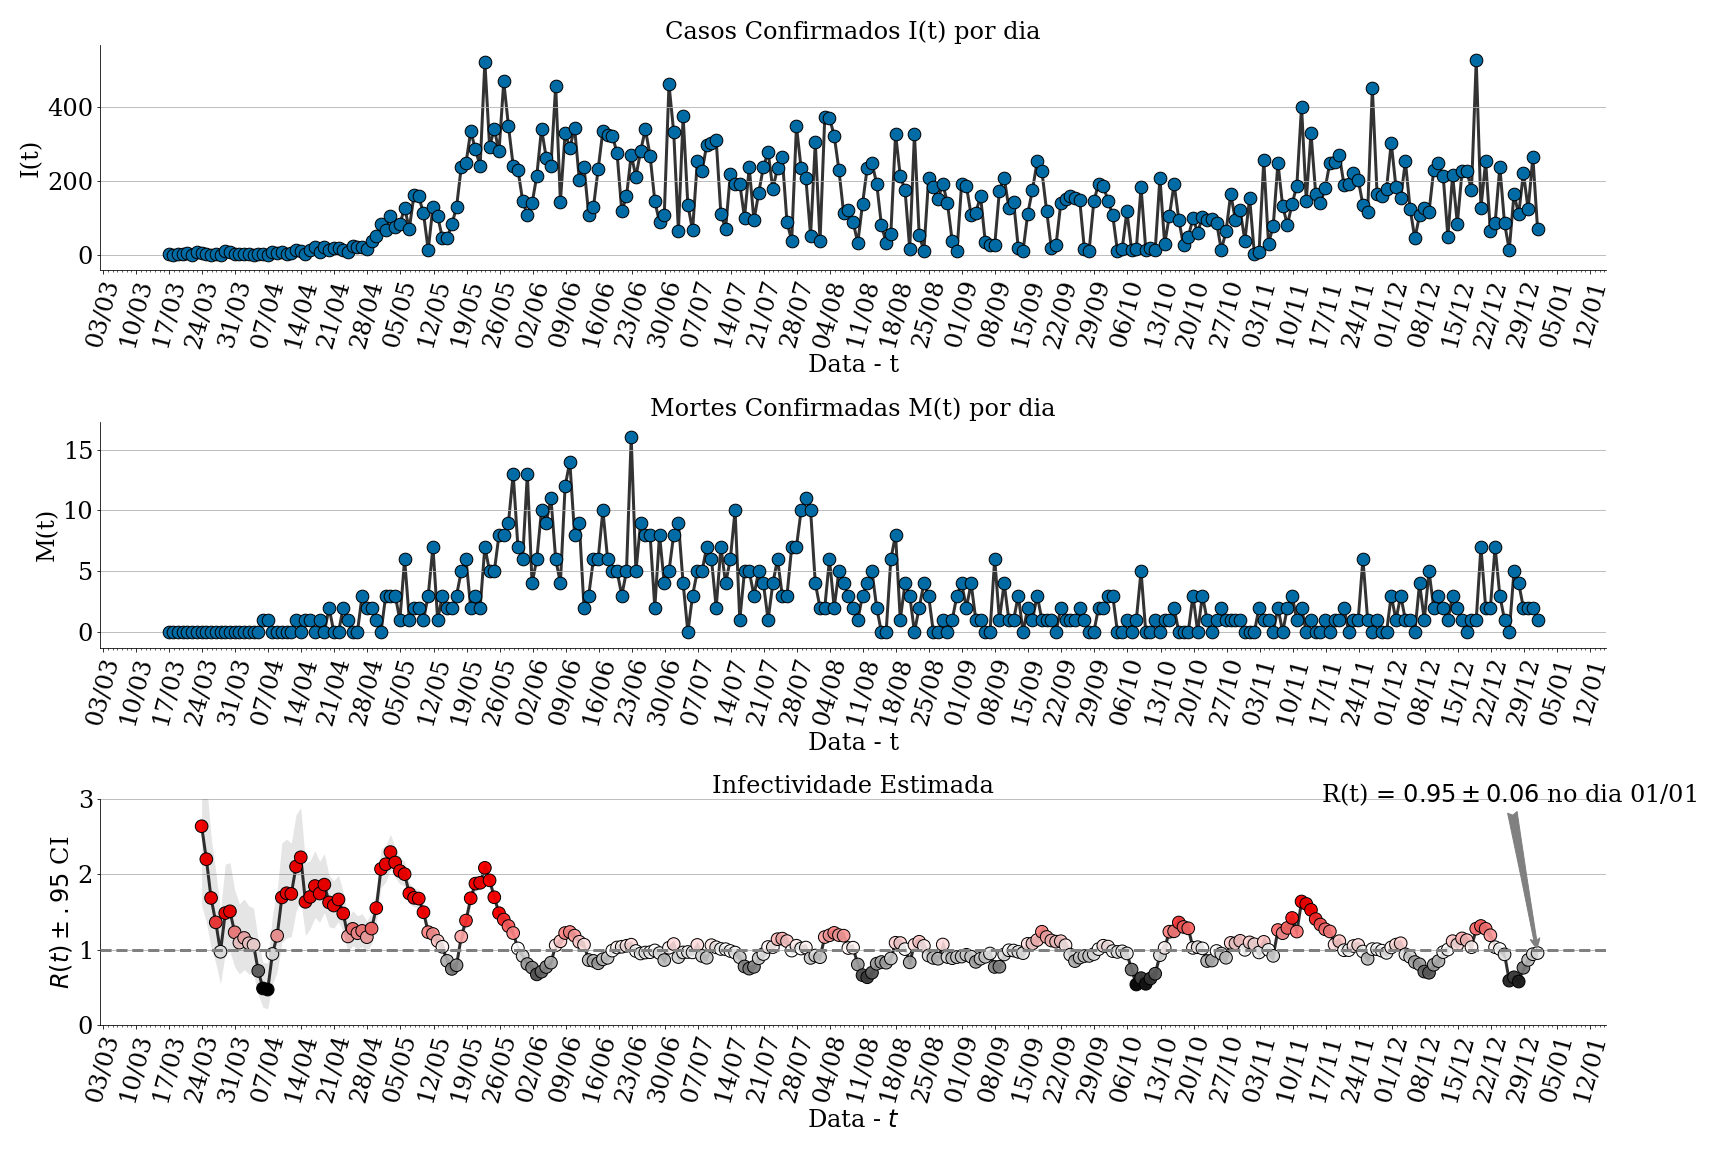 Casos Confirmados I(t) por dia
I(t)
400
200
0
03/03 10/03 17/03 24/03 31/03 07/04 14/04 21/04 28/04 05/05 12/05 19/05 26/05 02/06 09/06 16/06 23/06 30/06 07/07 14/07 21/07 28/07 04/08 11/08 18/08 25/08 01/09 08/09 15/09 22/09 29/09 06/10 13/10 20/10 27/10 03/11 10/11 17/11 24/11 01/12 08/12 15/12 22/12 29/12 05/01 12/01
Data - t
Mortes Confirmadas M(t) por dia
M(t)
15
10
5
0
03/03 10/03 17/03 24/03 31/03 07/04 14/04 21/04 28/04 05/05 12/05 19/05 26/05 02/06 09/06 16/06 23/06 30/06 07/07 14/07 21/07 28/07 04/08 11/08 18/08 25/08 01/09 08/09 15/09 22/09 29/09 06/10 13/10 20/10 27/10 03/11 10/11 17/11 24/11 01/12 08/12 15/12 22/12 29/12 05/01 12/01
Data - t
Infectividade Estimada
R(t) = 0.95 ± 0.06 no dia 01/01
R(t) ± .95 CI
3
2
1
0
03/03 10/03 17/03 24/03 31/03 07/04 14/04 21/04 28/04 05/05 12/05 19/05 26/05 02/06 09/06 16/06 23/06 30/06 07/07 14/07 21/07 28/07 04/08 11/08 18/08 25/08 01/09 08/09 15/09 22/09 29/09 06/10 13/10 20/10 27/10 03/11 10/11 17/11 24/11 01/12 08/12 15/12 22/12 29/12 05/01 12/01
Data - t